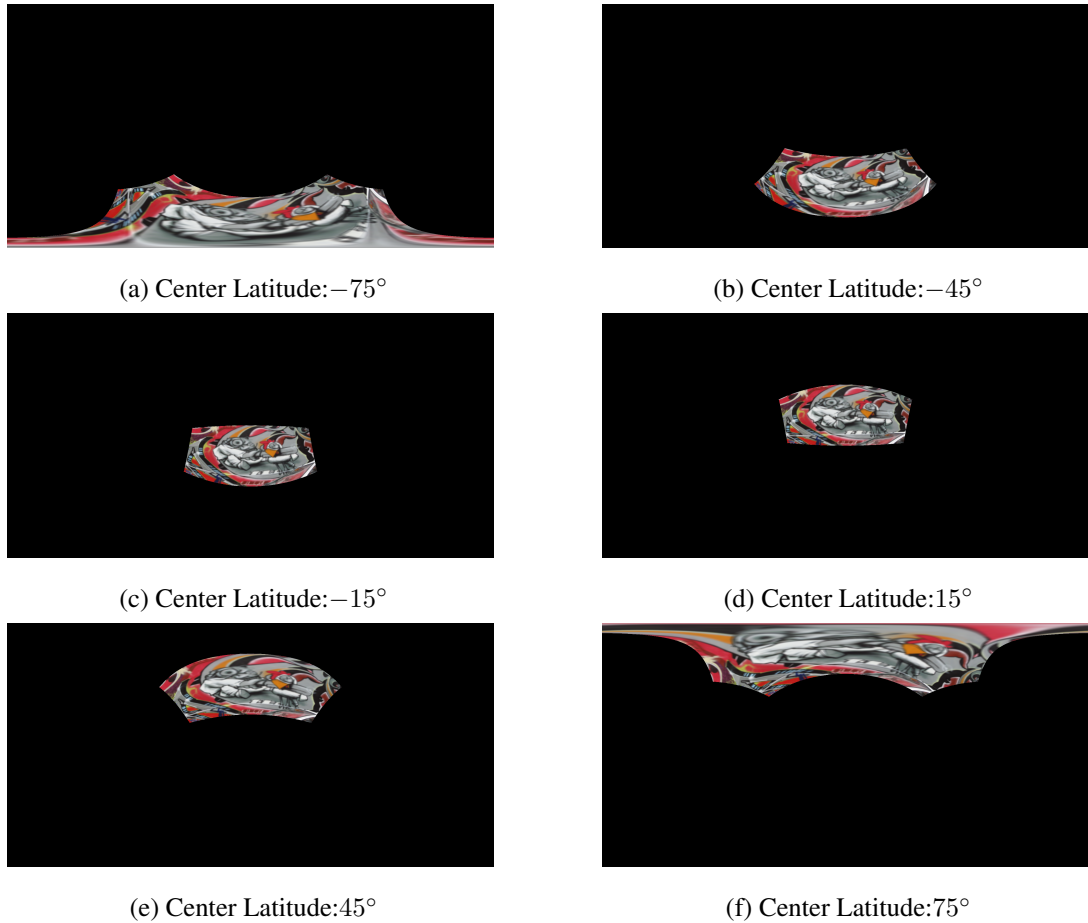 (a) Center Latitude:−75°
(b) Center Latitude:−45°
(c) Center Latitude:−15°
(d) Center Latitude:15°
(e) Center Latitude:45°
(f) Center Latitude:75°